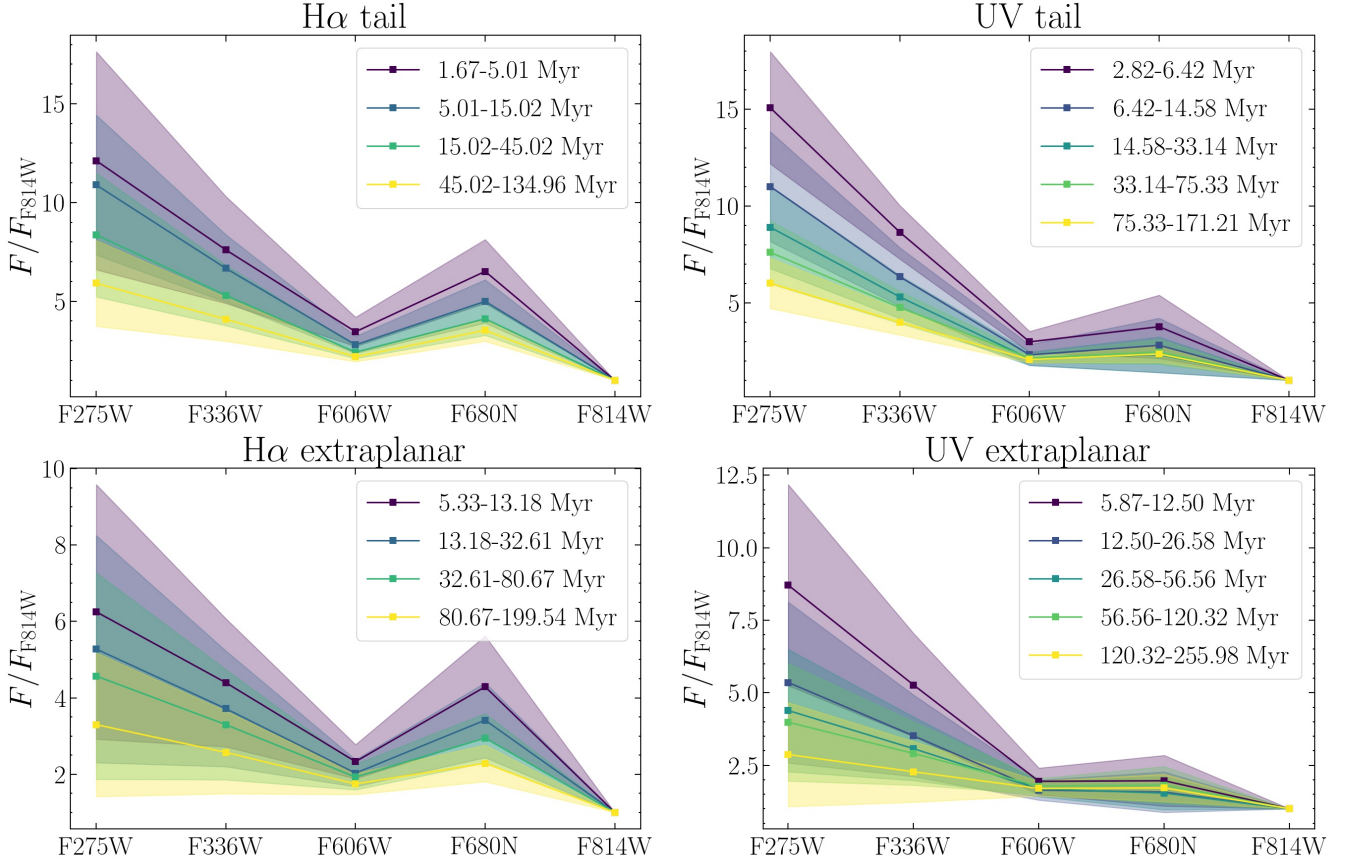 Hα tail
F/F_F814W
15
10
5
1.67-5.01 Myr
5.01-15.02 Myr
15.02-45.02 Myr
45.02-134.96 Myr
F275W F336W F606W F680N F814W
UV tail
F/F_F814W
15
10
5
2.82-6.42 Myr
6.42-14.58 Myr
14.58-33.14 Myr
33.14-75.33 Myr
75.33-171.21 Myr
F275W F336W F606W F680N F814W
Hα extraplanar
F/F_F814W
10
8
6
4
2
5.33-13.18 Myr
13.18-32.61 Myr
32.61-80.67 Myr
80.67-199.54 Myr
F275W F336W F606W F680N F814W
UV extraplanar
F/F_F814W
12.5
10.0
7.5
5.0
2.5
5.87-12.50 Myr
12.50-26.58 Myr
26.58-56.56 Myr
56.56-120.32 Myr
120.32-255.98 Myr
F275W F336W F606W F680N F814W